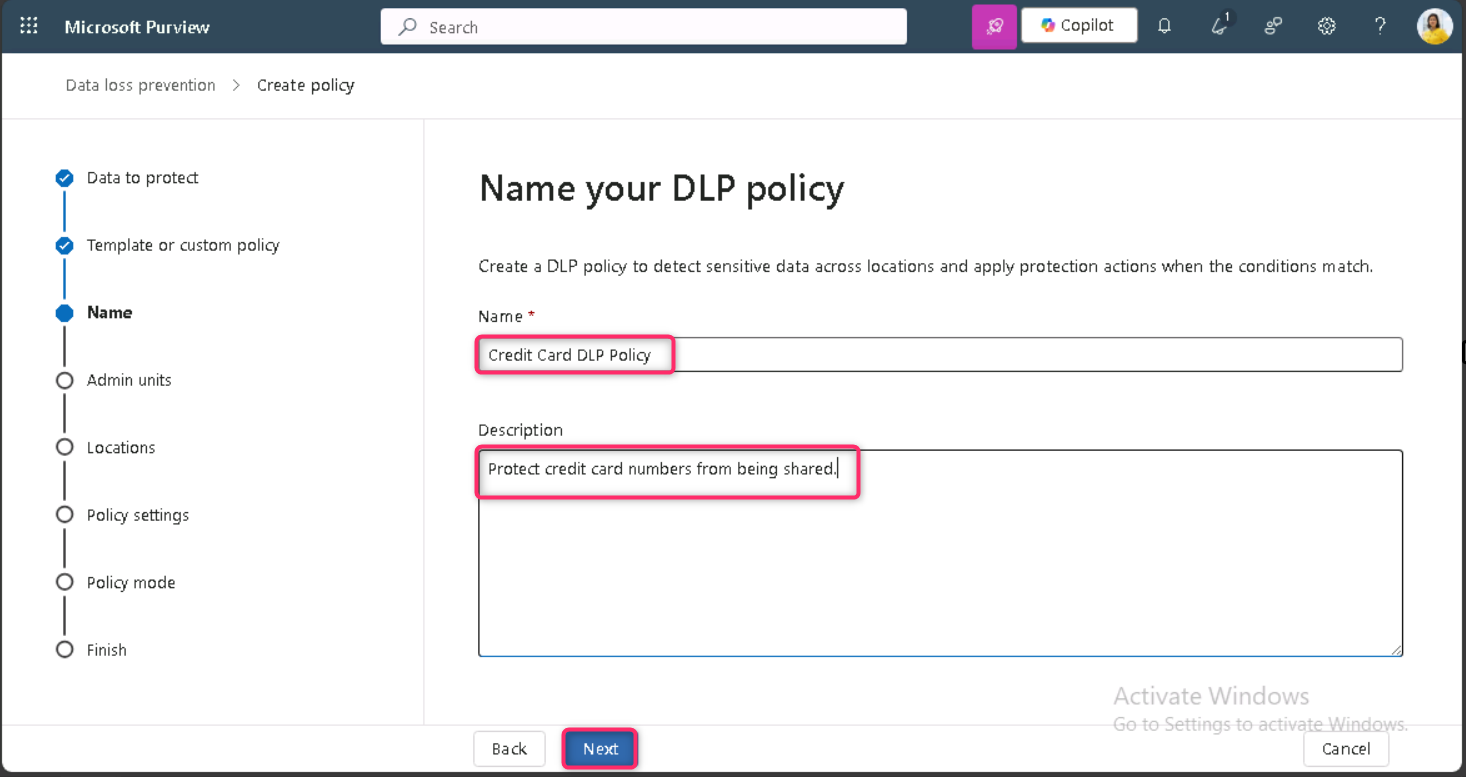 Microsoft Purview
Search
Copilot
1
Data loss prevention > Create policy
Data to protect
Template or custom policy
Name
Admin units
Locations
Policy settings
Policy mode
Finish
Name your DLP policy
Create a DLP policy to detect sensitive data across locations and apply protection actions when the conditions match.
Name *
Credit Card DLP Policy
Description
Protect credit card numbers from being shared.
Activate Windows
Go to Settings to activate Windows.
Back
Next
Cancel